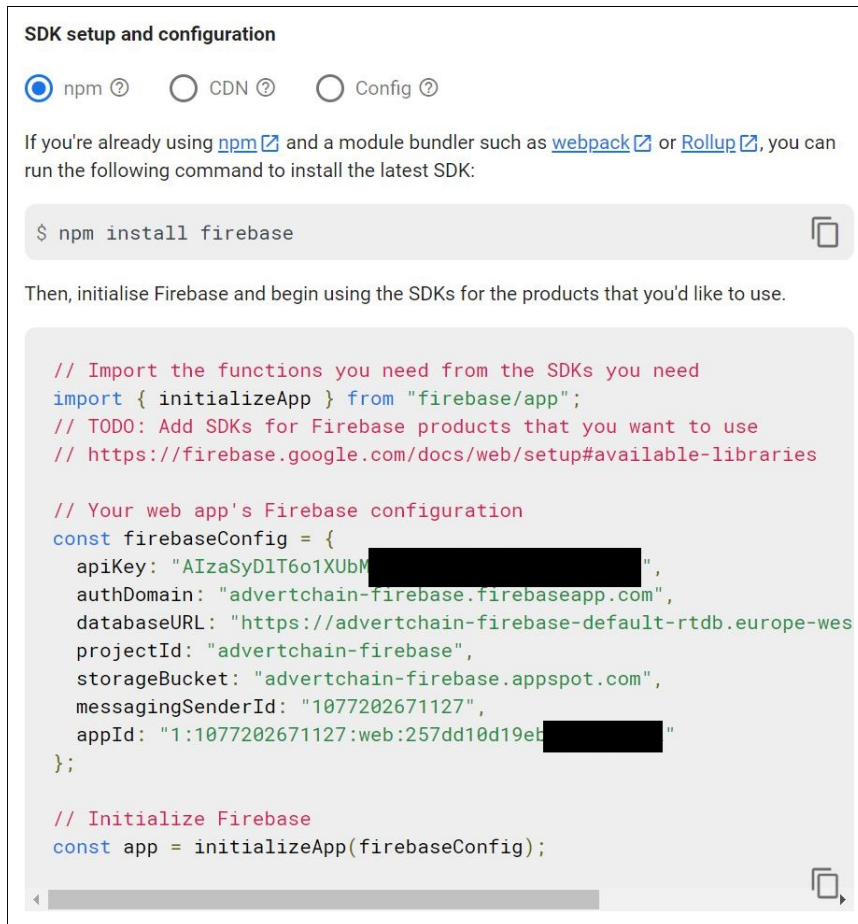 SDK setup and configuration
npm CDN Config
If you're already using npm and a module bundler such as webpack or Rollup, you can
run the following command to install the latest SDK:
$ npm install firebase
Then, initialise Firebase and begin using the SDKs for the products that you'd like to use.
// Import the functions you need from the SDKs you need
import { initializeApp } from "firebase/app";
// TODO: Add SDKs for Firebase products that you want to use
// https://firebase.google.com/docs/web/setup#available-libraries
// Your web app's Firebase configuration
const firebaseConfig = {
apiKey: "AIzaSyDlT6o1XUbM",
authDomain: "advertchain-firebase.firebaseapp.com",
databaseURL: "https://advertchain-firebase-default-rtdb.europe-wes
projectId: "advertchain-firebase",
storageBucket: "advertchain-firebase.appspot.com",
messagingSenderId: "1077202671127",
appId: "1:1077202671127:web:257dd10d19eb"
};
// Initialize Firebase
const app = initializeApp(firebaseConfig);